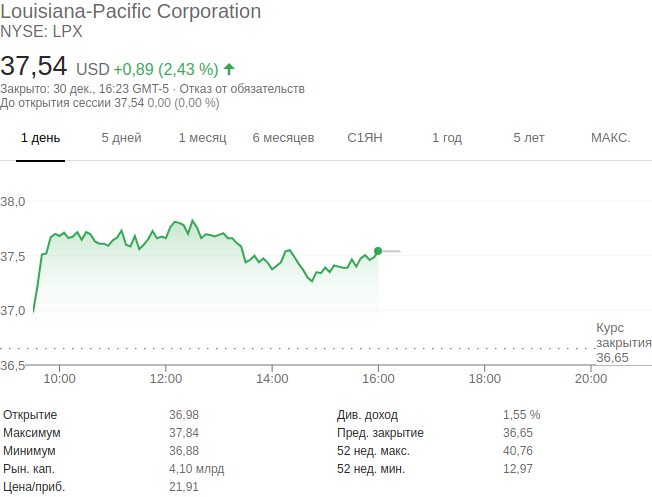 Louisiana-Pacific Corporation
NYSE: LPX
37,54 USD +0,89 (2,43 %)
Закрыто: 30 дек., 16:23 GMT-5 · Отказ от обязательств
До открытия сессии 37,54 0,00 (0,00 %)
1 день 5 дней 1 месяц 6 месяцев С1ЯН 1 год 5 лет МАКС.
38,0
37,5
37,0
Курс
закрытия
36,65
36,5
10:00 12:00 14:00 16:00 18:00 20:00
Открытие 36,98 Див. доход 1,55 %
Максимум 37,84 Пред. закрытие 36,65
Минимум 36,88 52 нед. макс. 40,76
Рын. кап. 4,10 млрд 52 нед. мин. 12,97
Цена/приб. 21,91